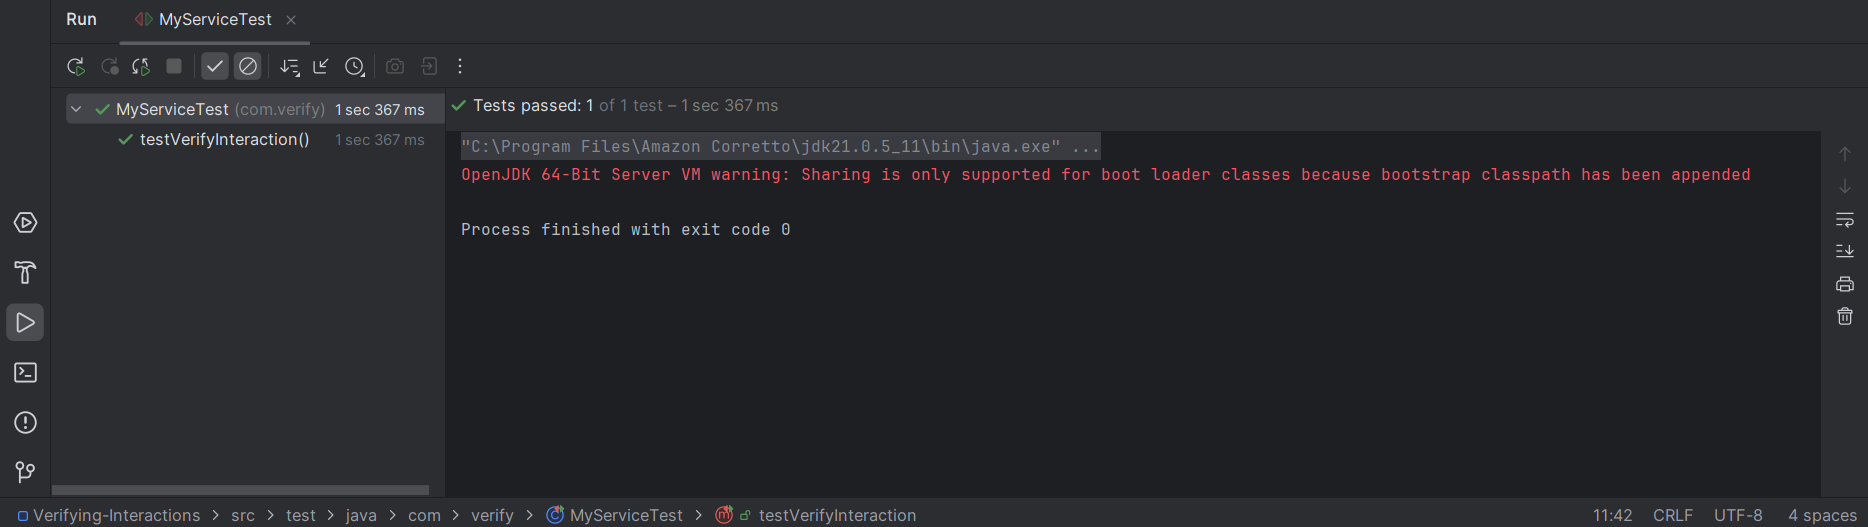 Run MyServiceTest
MyServiceTest (com.verify) 1 sec 367 ms
testVerifyInteraction() 1 sec 367 ms
Tests passed: 1 of 1 test – 1 sec 367 ms
"C:\Program Files\Amazon Corretto\jdk21.0.5_11\bin\java.exe" ...
OpenJDK 64-Bit Server VM warning: Sharing is only supported for boot loader classes because bootstrap classpath has been appended
Process finished with exit code 0
Verifying-Interactions > src > test > java > com > verify > MyServiceTest > testVerifyInteraction 11:42 CRLF UTF-8 4 spaces